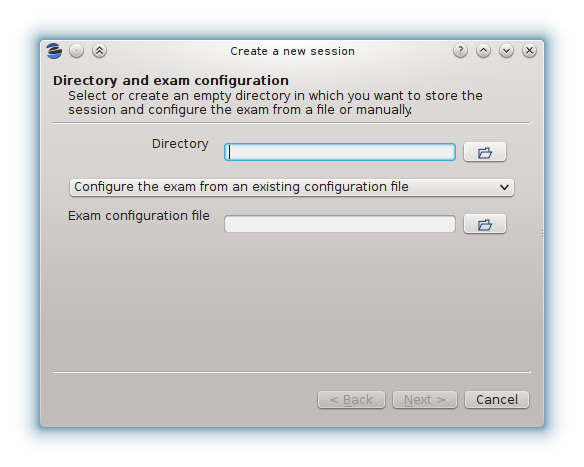 Create a new session
?
Directory and exam configuration
Select or create an empty directory in which you want to store the
session and configure the exam from a file or manually.
Directory
Configure the exam from an existing configuration file
Exam configuration file
< Back
Next >
Cancel